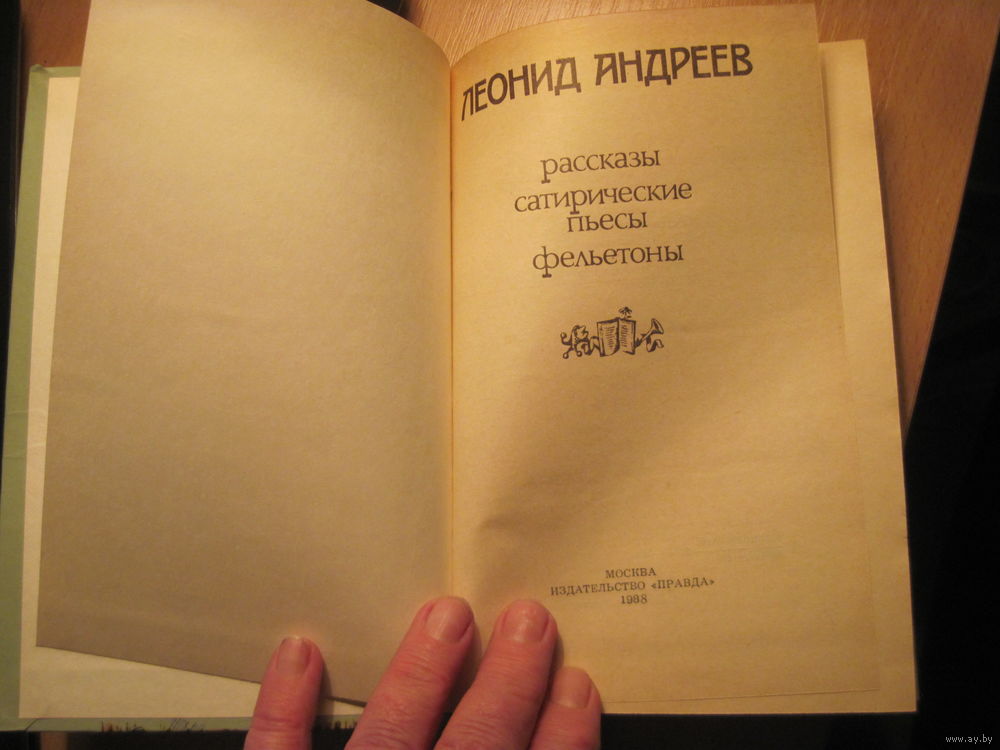 ЛЕОНИД АНДРЕЕВ
рассказы
сатирические
пьесы
фельетоны
МОСКВА
ИЗДАТЕЛЬСТВО «ПРАВДА»
1988
www.ay.by